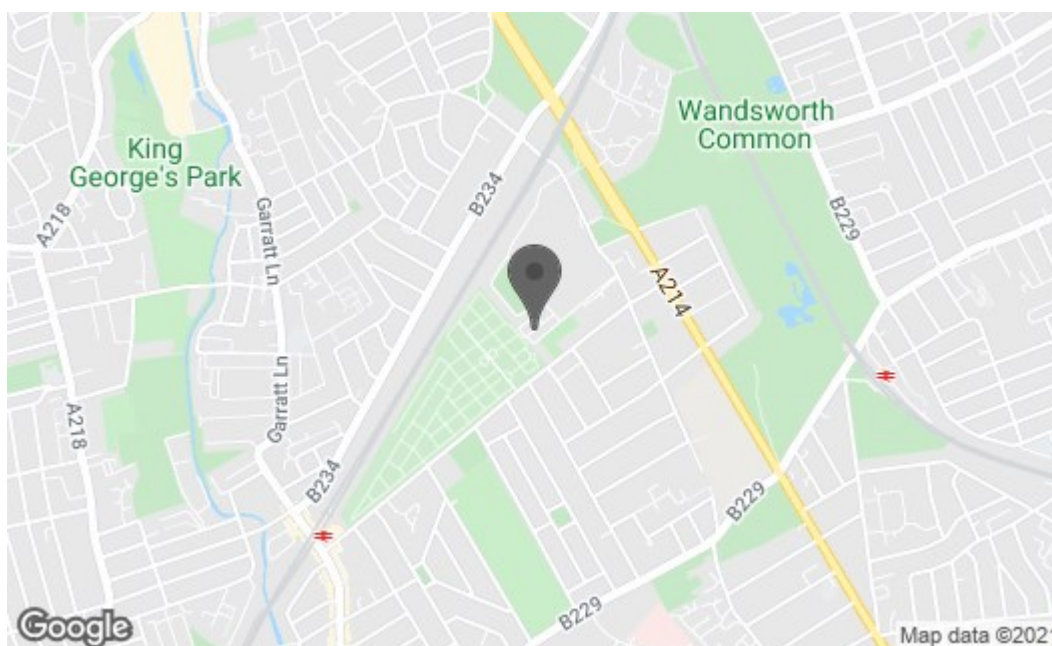 Wandsworth
Common
King
George's Park
A218
B234
Garratt Ln
B229
A214
Garratt Ln
A218
B234
B229
B229
Google
Map data ©2021